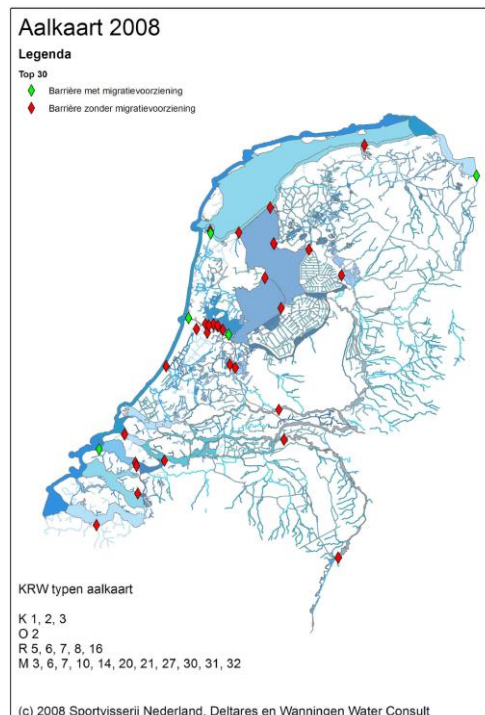 Aalkaart 2008
Legenda
Top 30
Barrière met migratievoorziening
Barrière zonder migratievoorziening
KRW typen aalkaart
K 1, 2, 3
O 2
R 5, 6, 7, 8, 16
M 3, 6, 7, 10, 14, 20, 21, 27, 30, 31, 32
(c) 2008 Sportvisserij Nederland, Deltares en Wanningen Water Consult